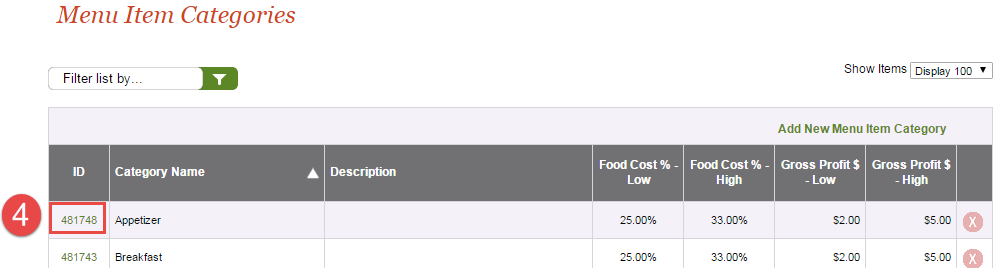 Menu Item Categories
Filter list by...
Show Items Display 100
Add New Menu Item Category
ID Category Name Description Food Cost % - Low Food Cost % - High Gross Profit $ - Low Gross Profit $ - High
4 481748 Appetizer 25.00% 33.00% $2.00 $5.00 X
481743 Breakfast 25.00% 33.00% $2.00 $5.00 X